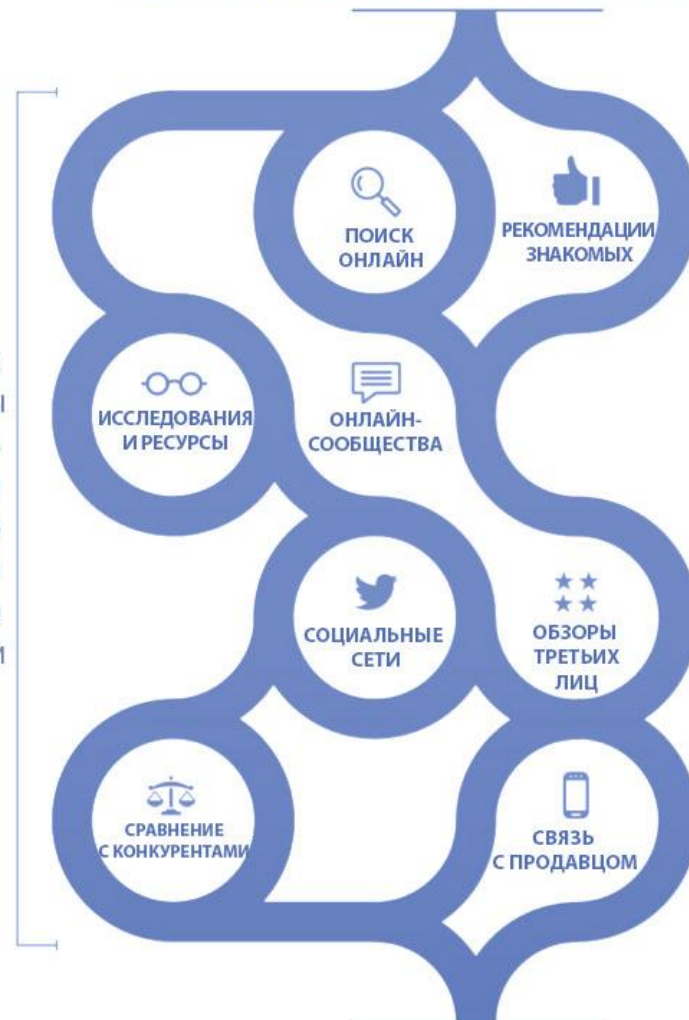 ПОИСК
ОНЛАЙН
РЕКОМЕНДАЦИИ
ЗНАКОМЫХ
ИССЛЕДОВАНИЯ
И РЕСУРСЫ
ОНЛАЙН-
СООБЩЕСТВА
СОЦИАЛЬНЫЕ
СЕТИ
ОБЗОРЫ
ТРЕТЬИХ
ЛИЦ
СРАВНЕНИЕ
С КОНКУРЕНТАМИ
СВЯЗЬ
С ПРОДАВЦОМ